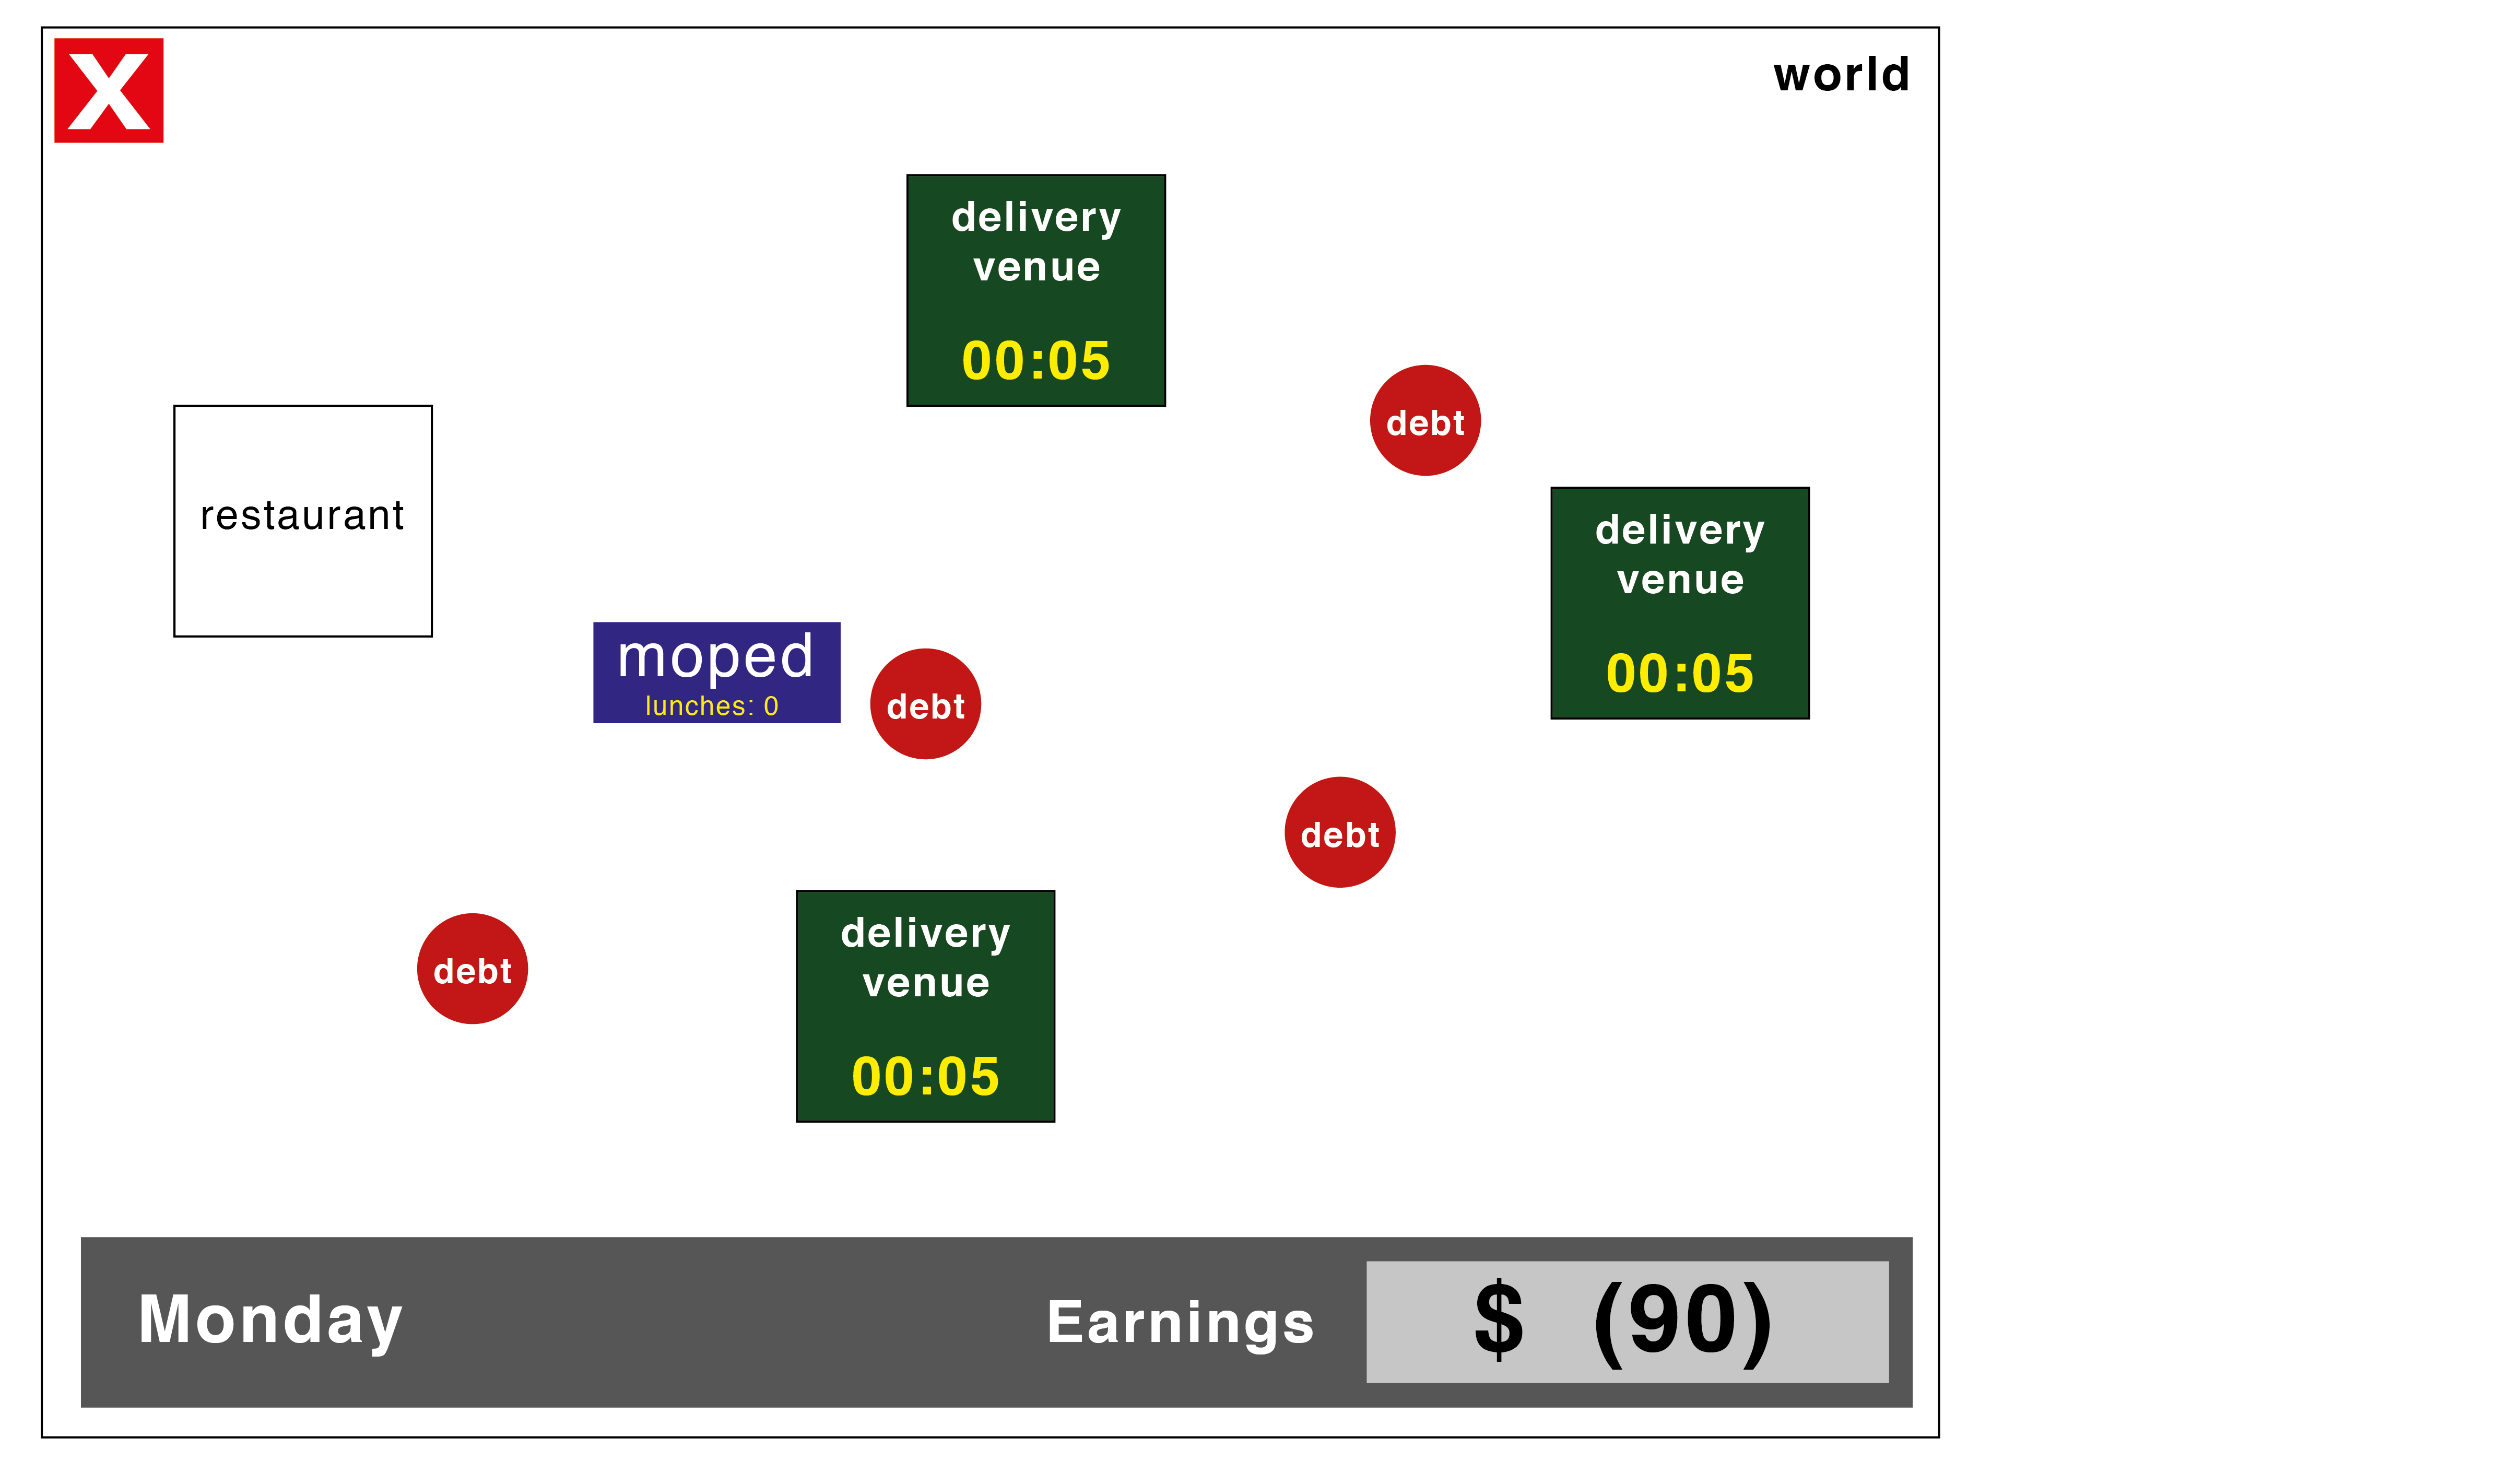 X
world
delivery
venue
00:05
debt
restaurant
delivery
venue
00:05
moped
lunches: 0
debt
debt
delivery
venue
00:05
debt
Monday
Earnings
$ (90)